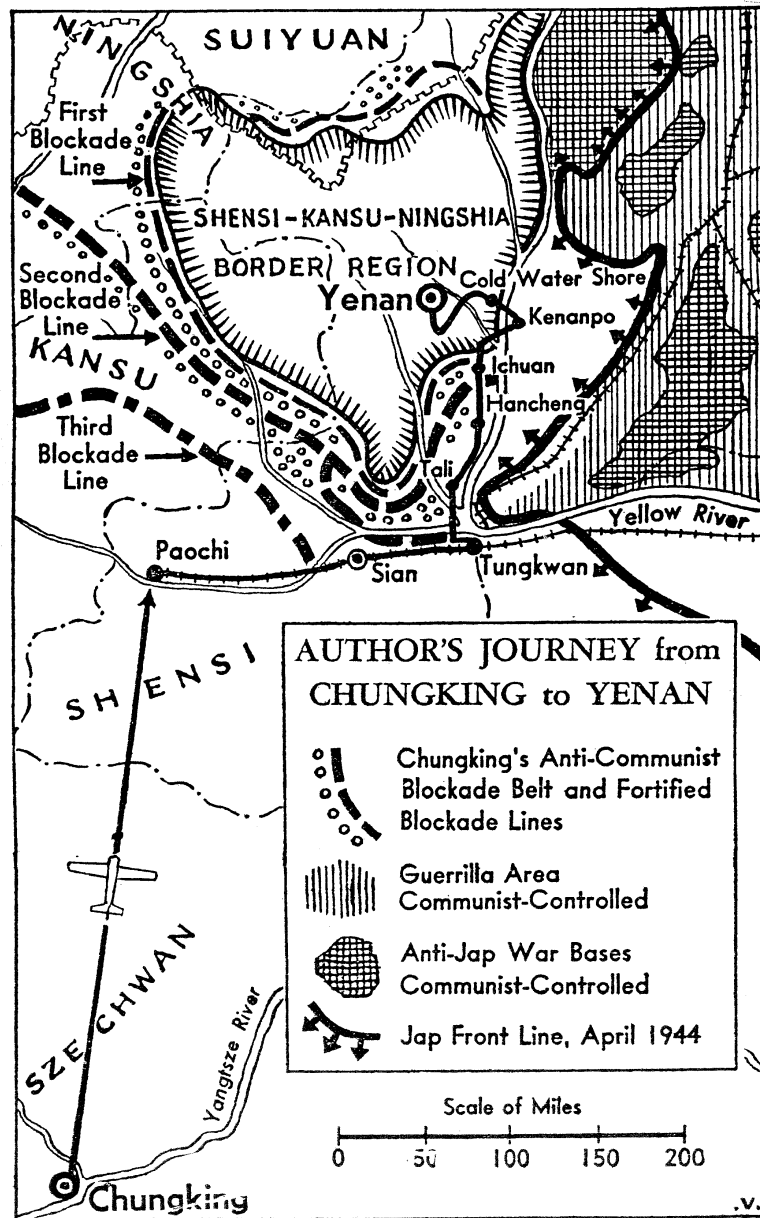 NINGSHIA
SUIYUAN
First
Blockade
Line
SHENSI-KANSU-NINGSHIA
BORDER REGION
Second
Blockade
Line
Cold Water Shore
Yenan
Kenanpo
KANSU
Ichuan
Hancheng
Third
Blockade
Line
Tali
Yellow River
Paochi
Sian
Tungkwan
SHENSI
AUTHOR'S JOURNEY from
CHUNGKING to YENAN
Chungking's Anti-Communist
Blockade Belt and Fortified
Blockade Lines
Guerrilla Area
Communist-Controlled
Anti-Jap War Bases
Communist-Controlled
Jap Front Line, April 1944
SZECHWAN
Yangtsze River
Scale of Miles
0 50 100 150 200
Chungking
.V.